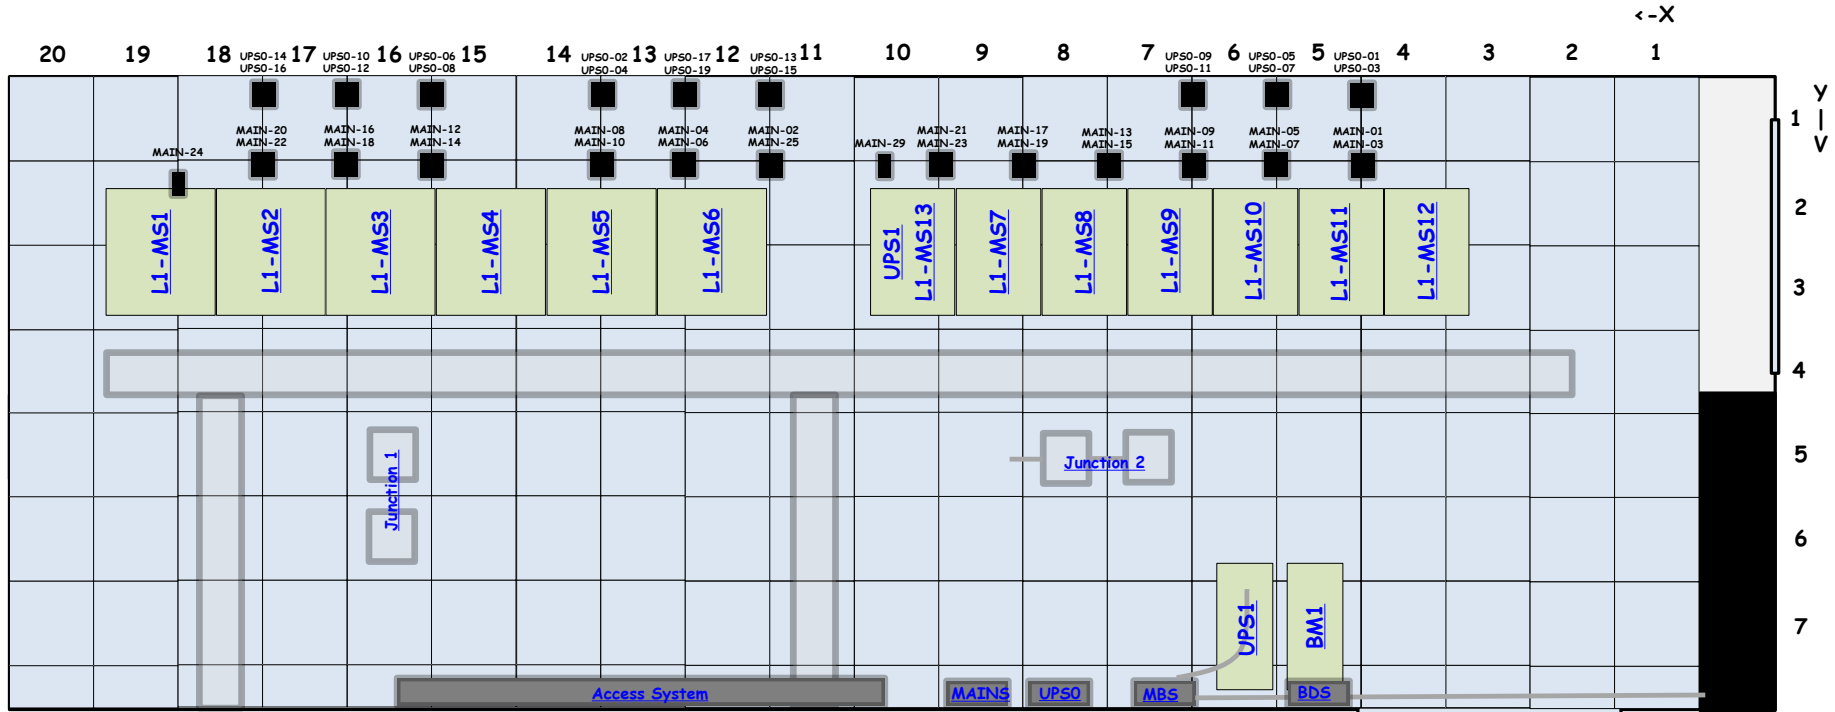 <-X
20 19 18 17 16 15 14 13 12 11 10 9 8 7 6 5 4 3 2 1
UPS0-14 UPS0-10 UPS0-06 UPS0-02 UPS0-17 UPS0-13 UPS0-09 UPS0-05 UPS0-01
UPS0-16 UPS0-12 UPS0-08 UPS0-04 UPS0-19 UPS0-15 UPS0-11 UPS0-07 UPS0-03
Y
1
|
V
MAIN-20 MAIN-16 MAIN-12 MAIN-08 MAIN-04 MAIN-02 MAIN-21 MAIN-17 MAIN-13 MAIN-09 MAIN-05 MAIN-01
MAIN-22 MAIN-18 MAIN-14 MAIN-10 MAIN-06 MAIN-25 MAIN-23 MAIN-19 MAIN-15 MAIN-11 MAIN-07 MAIN-03
MAIN-24
MAIN-29
L1-MS1
L1-MS2
L1-MS3
L1-MS4
L1-MS5
L1-MS6
UPS1
L1-MS13
L1-MS7
L1-MS8
L1-MS9
L1-MS10
L1-MS11
L1-MS12
2
3
4
5
6
7
Junction 1
Junction 2
UPS1
BM1
Access System
MAINS
UPS0
MBS
BDS